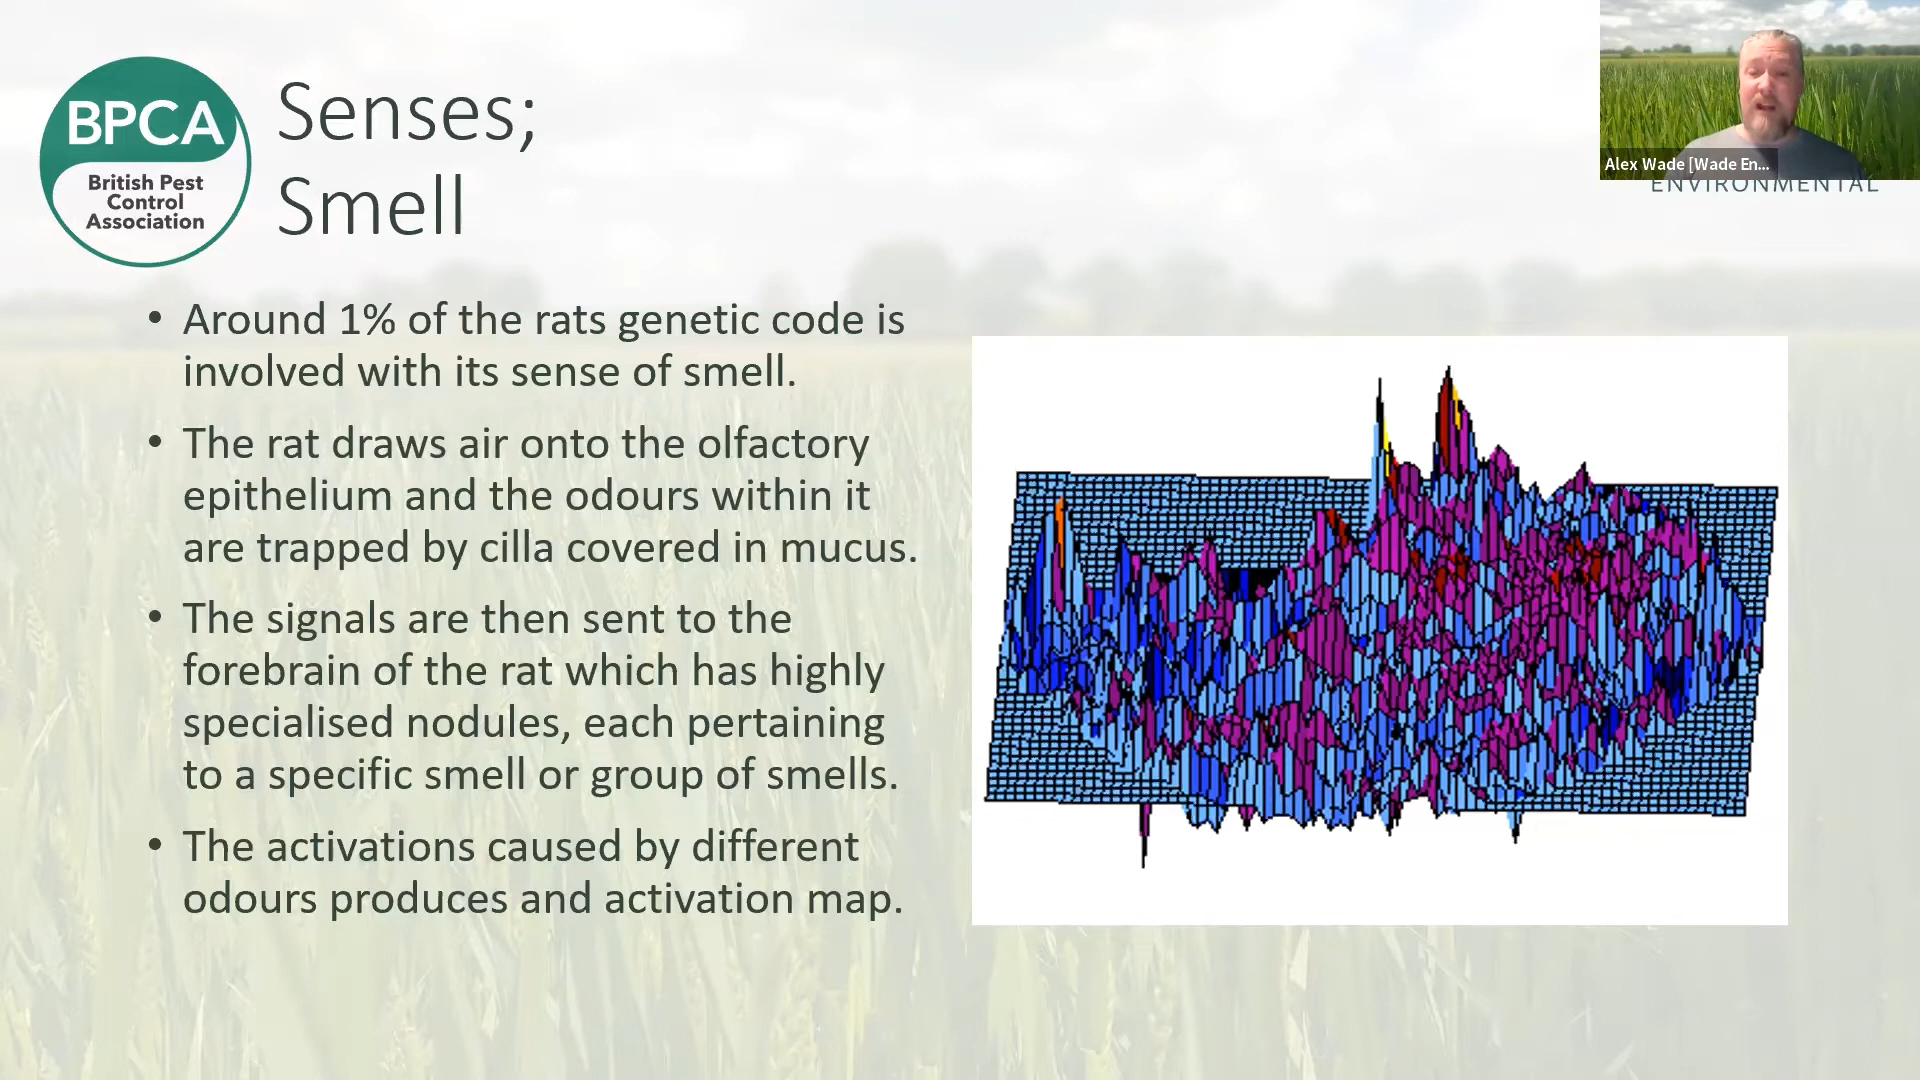 BPCA
British Pest
Control
Association
Senses;
Smell
Alex Wade [Wade En...
ENVIRONMENTAL
• Around 1% of the rats genetic code is
involved with its sense of smell.
• The rat draws air onto the olfactory
epithelium and the odours within it
are trapped by cilla covered in mucus.
• The signals are then sent to the
forebrain of the rat which has highly
specialised nodules, each pertaining
to a specific smell or group of smells.
• The activations caused by different
odours produces and activation map.